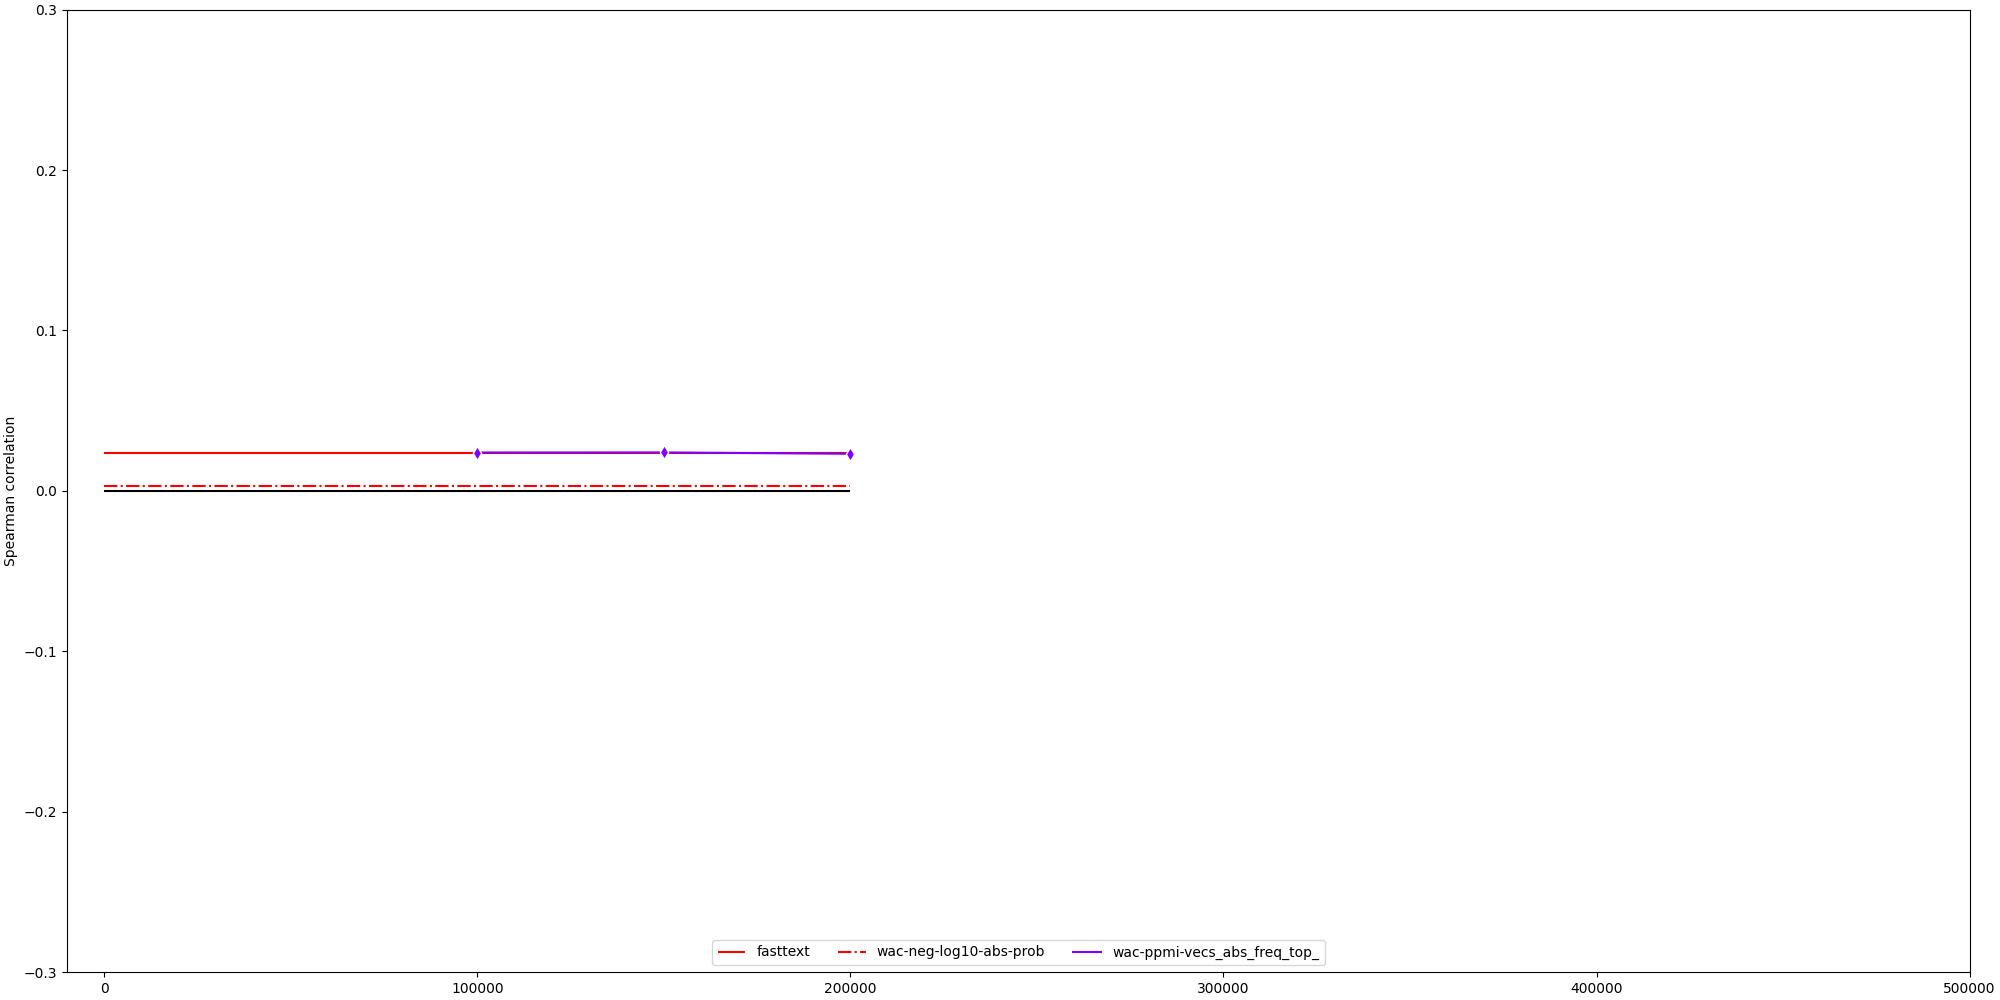 0.3
0.2
0.1
0.0
−0.1
−0.2
−0.3
Spearman correlation
fasttext wac-neg-log10-abs-prob wac-ppmi-vecs_abs_freq_top_
0 100000 200000 300000 400000 500000